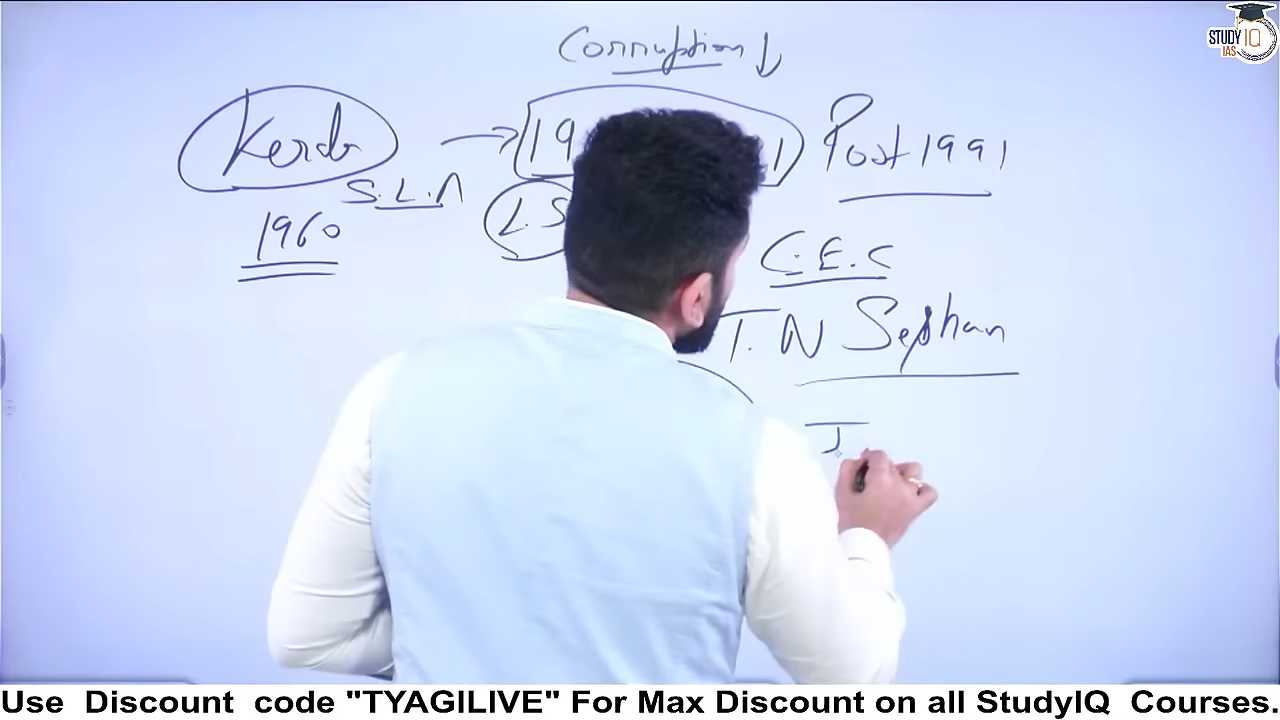 STUDY IQ
IAS
Corruption ↓
Kerala → 19 1 Post 1991
S.L.A L.S
1960
C.E.C
T.N Seshan
Use Discount code "TYAGILIVE" For Max Discount on all StudyIQ Courses.